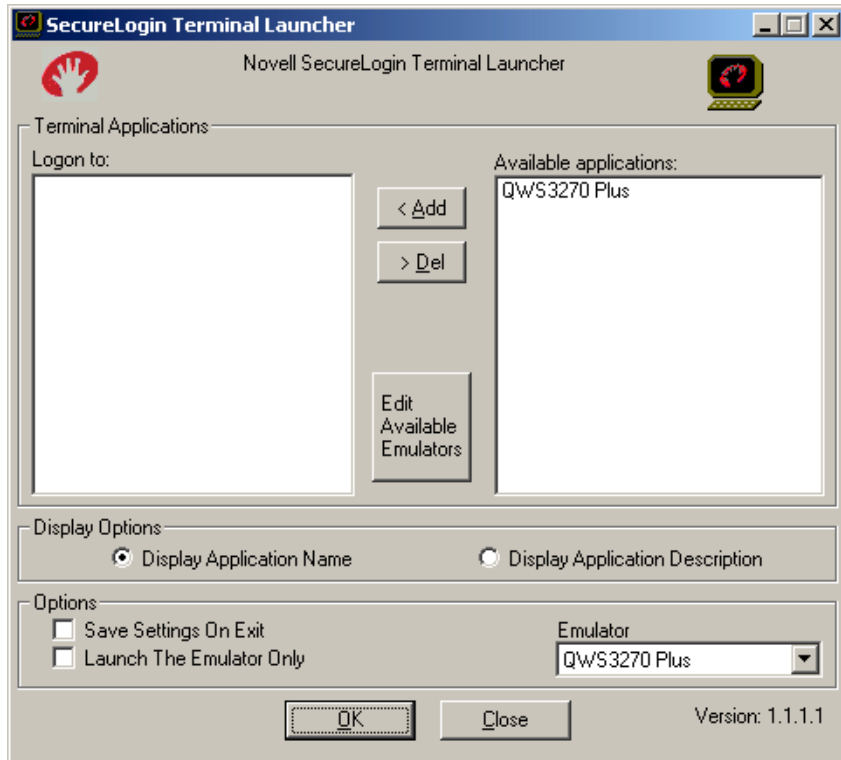 SecureLogin Terminal Launcher
Novell SecureLogin Terminal Launcher
Terminal Applications
Logon to:
Available applications:
QWS3270 Plus
< Add
> Del
Edit
Available
Emulators
Display Options
Display Application Name
Display Application Description
Options
Save Settings On Exit
Launch The Emulator Only
Emulator
QWS3270 Plus
OK
Close
Version: 1.1.1.1